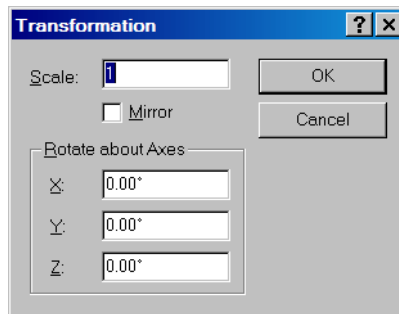 Transformation
Scale: 1
OK
Mirror
Cancel
Rotate about Axes
X: 0.00°
Y: 0.00°
Z: 0.00°